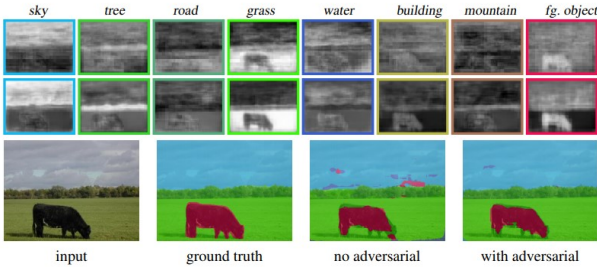 sky tree road grass water building mountain fg. object
input ground truth no adversarial with adversarial